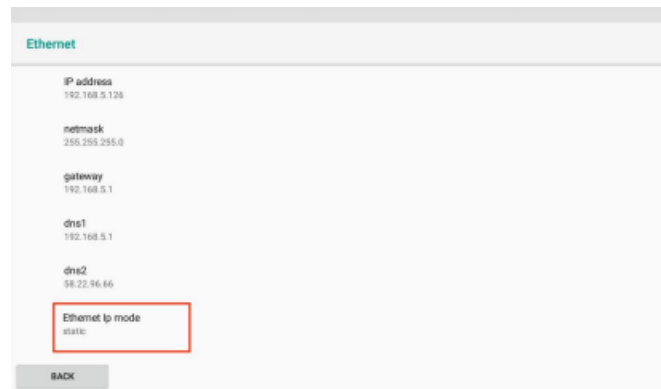 Ethernet
IP address
192.168.5.126
netmask
255.255.255.0
gateway
192.168.5.1
dns1
192.168.5.1
dns2
58.22.96.66
Ethernet Ip mode
static
BACK